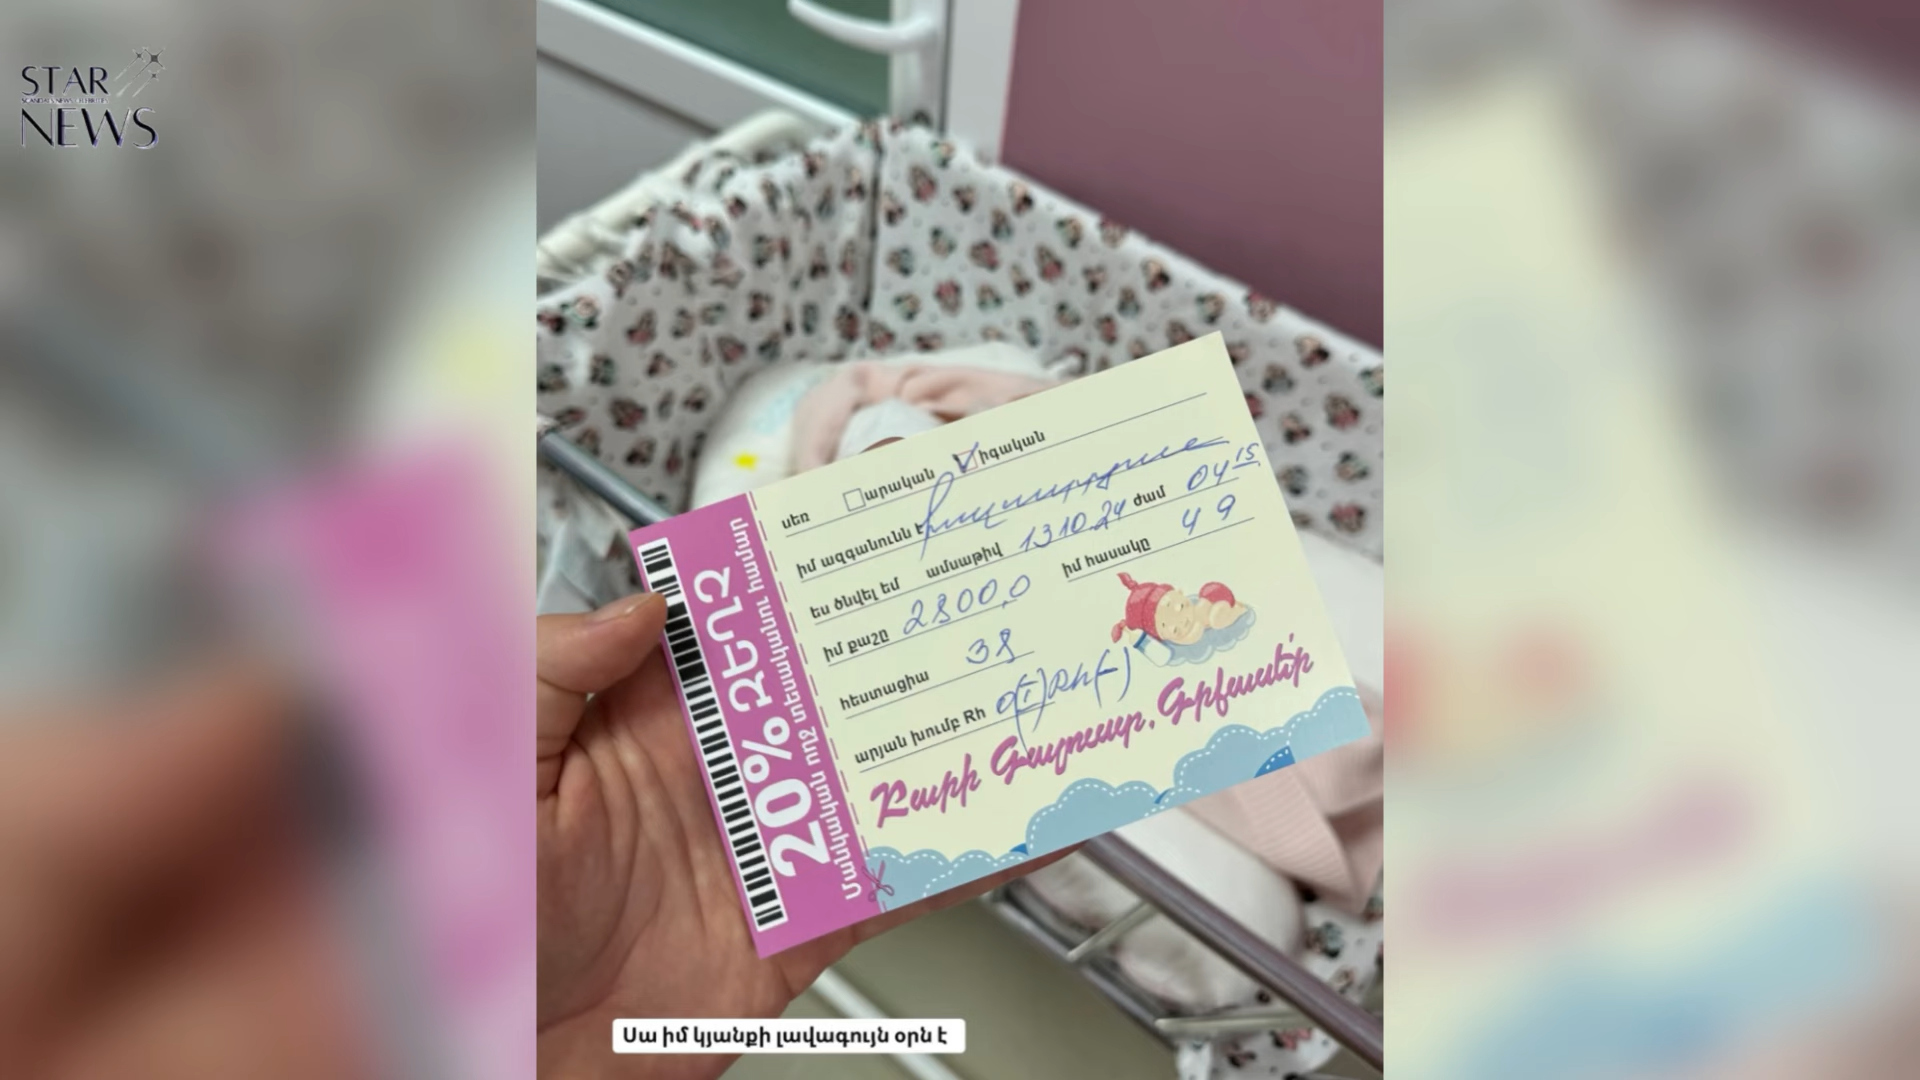 STAR
NEWS
սեռ արական իգական
իմ ազգանունն է
ես ծնվել եմ ամսաթիվ 13.10.24 ժամ 04 15
իմ քաշը 2800,0 իմ հասակը 49
հեստացիա 38
արյան խումբ Rh O(I) Rh(-)
Բարի Գալուստ, Գիֆտամեր
20% ԶԵՂՉ
Մանկական ողջ տեսականու համար
Սա իմ կյանքի լավագույն օրն է